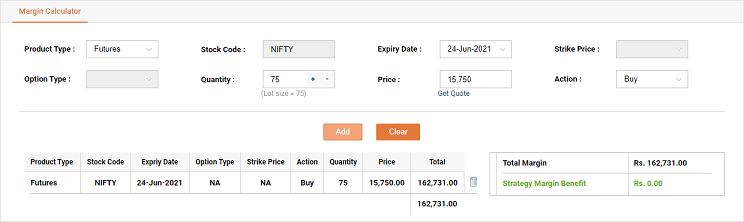 Margin Calculator
Product Type : Futures Stock Code : NIFTY Expiry Date : 24-Jun-2021 Strike Price :
Option Type : Quantity : 75 + - Price : 15,750 Action : Buy
(Lot size = 75) Get Quote
Add Clear
Product Type Stock Code Expriy Date Option Type Strike Price Action Quantity Price Total
Futures NIFTY 24-Jun-2021 NA NA Buy 75 15,750.00 162,731.00
162,731.00
Total Margin Rs. 162,731.00
Strategy Margin Benefit Rs. 0.00